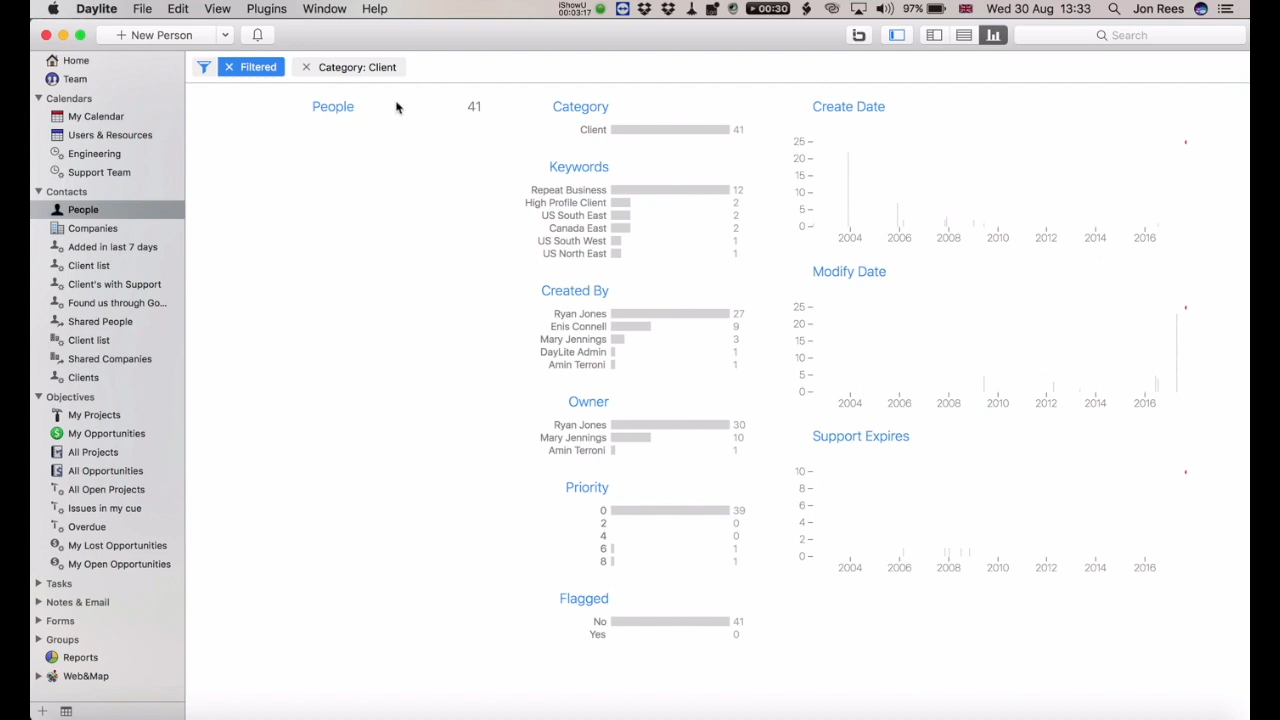 Daylite File Edit View Plugins Window Help iShowU 00:03:17 00:30 97% Wed 30 Aug 13:33 Jon Rees
+ New Person
Search
Home
Team
Calendars
My Calendar
Users & Resources
Engineering
Support Team
Contacts
People
Companies
Added in last 7 days
Client list
Client's with Support
Found us through Go...
Shared People
Client list
Shared Companies
Clients
Objectives
My Projects
My Opportunities
All Projects
All Opportunities
All Open Projects
Issues in my cue
Overdue
My Lost Opportunities
My Open Opportunities
Tasks
Notes & Email
Forms
Groups
Reports
Web&Map
Filtered Category: Client
People 41
Category
Client 41
Keywords
Repeat Business 12
High Profile Client 2
US South East 2
Canada East 2
US South West 1
US North East 1
Created By
Ryan Jones 27
Enis Connell 9
Mary Jennings 3
DayLite Admin 1
Amin Terroni 1
Owner
Ryan Jones 30
Mary Jennings 10
Amin Terroni 1
Priority
0 39
2 0
4 0
6 1
8 1
Flagged
No 41
Yes 0
Create Date
25
20
15
10
5
0
2004 2006 2008 2010 2012 2014 2016
Modify Date
25
20
15
10
5
0
2004 2006 2008 2010 2012 2014 2016
Support Expires
10
8
6
4
2
0
2004 2006 2008 2010 2012 2014 2016